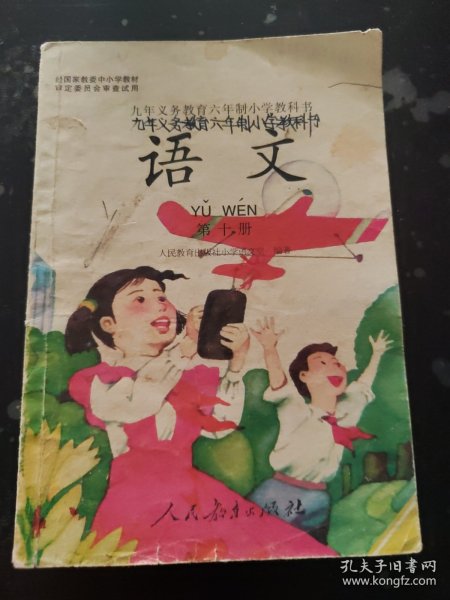 经国家教委中小学教材
审定委员会审查试用
九年义务教育六年制小学教科书
九年义务教育六年制小学教科书
语文
YǓ WÉN
第十册
人民教育出版社小学语文室 编著
人民教育出版社
孔夫子旧书网
www.kongfz.com